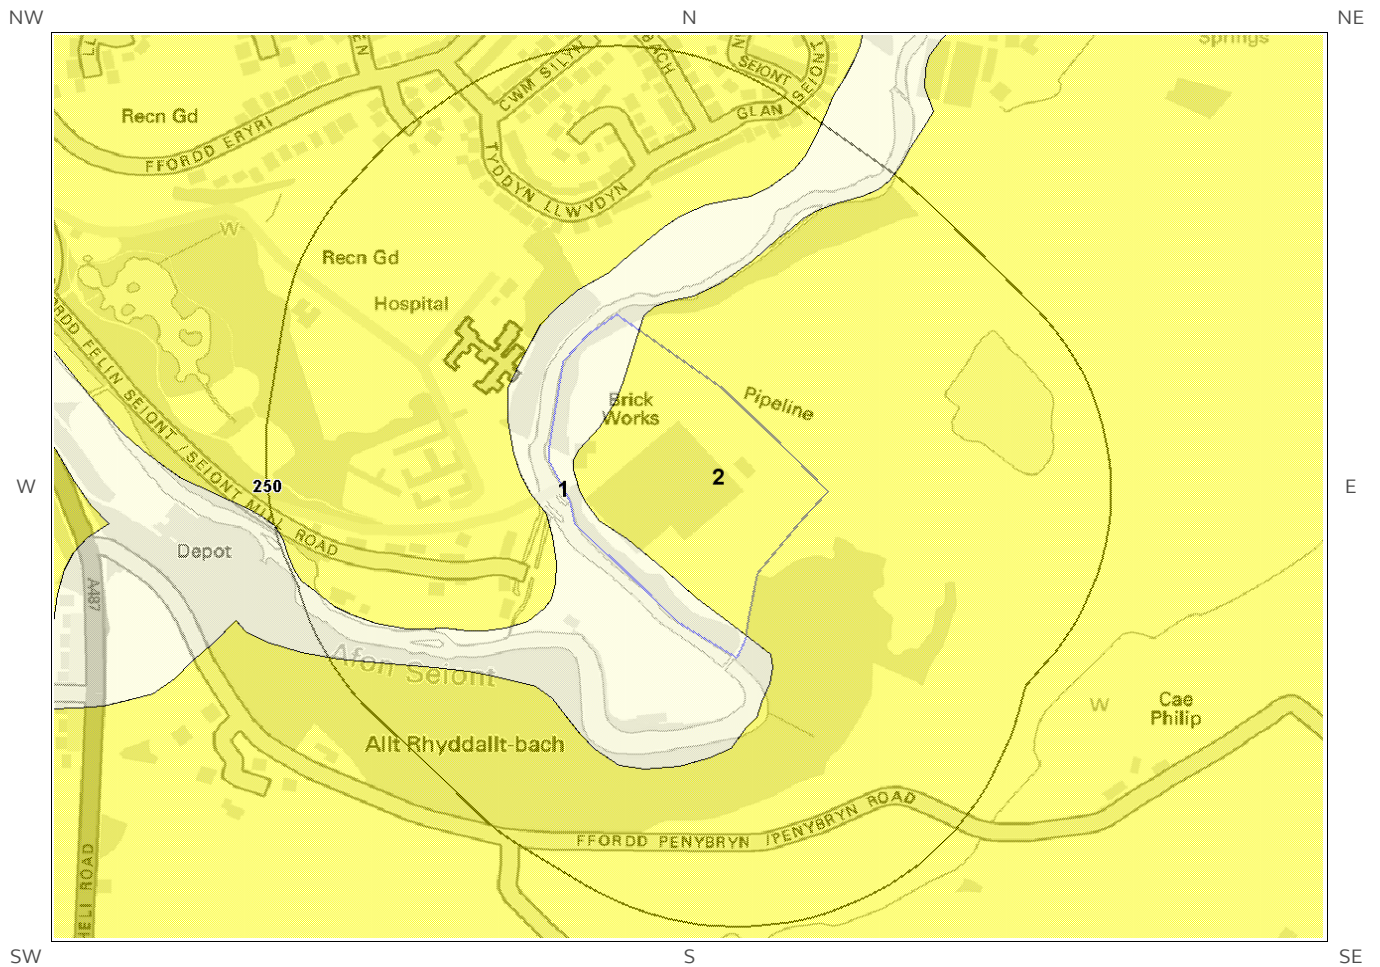 NW
N
NE
Springs
CWM SILYN
SEIONT
GLAN
SEIONT
Recn Gd
FFORDD ERYRI
TYDDYN LLWYDYN
W
Recn Gd
Hospital
Brick
Works
Pipeline
W
E
250
1
2
FELIN SEIONT / SEIONT MILL ROAD
Depot
A487
Afon Seiont
Cae
Philip
W
Allt Rhyddallt-bach
FFORDD PENYBRYN / PENYBRYN ROAD
ROAD
SW
S
SE